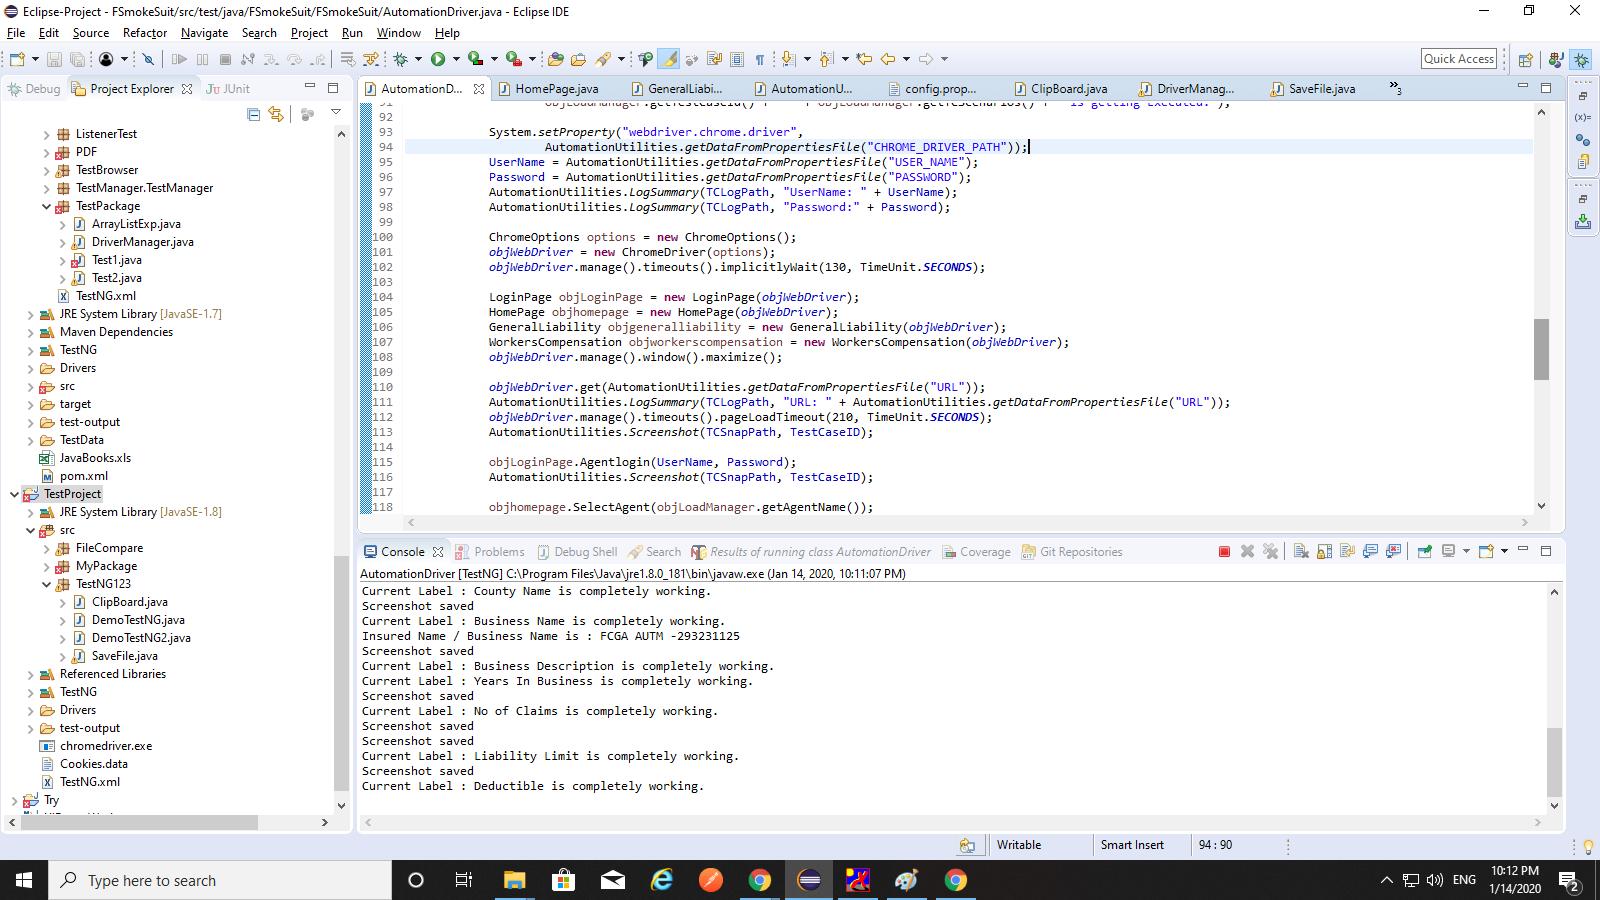 Eclipse-Project - FSmokeSuit/src/test/java/FSmokeSuit/FSmokeSuit/AutomationDriver.java - Eclipse IDE
File Edit Source Refactor Navigate Search Project Run Window Help
Quick Access
Debug Project Explorer JUnit
AutomationD... HomePage.java GeneralLiabi... AutomationU... config.prop... ClipBoard.java DriverManag... SaveFile.java »3
ListenerTest
PDF
TestBrowser
TestManager.TestManager
TestPackage
ArrayListExp.java
DriverManager.java
Test1.java
Test2.java
TestNG.xml
JRE System Library [JavaSE-1.7]
Maven Dependencies
TestNG
Drivers
src
target
test-output
TestData
JavaBooks.xls
pom.xml
TestProject
JRE System Library [JavaSE-1.8]
src
FileCompare
MyPackage
TestNG123
ClipBoard.java
DemoTestNG.java
DemoTestNG2.java
SaveFile.java
Referenced Libraries
TestNG
Drivers
test-output
chromedriver.exe
Cookies.data
TestNG.xml
Try
92
93 System.setProperty("webdriver.chrome.driver",
94 AutomationUtilities.getDataFromPropertiesFile("CHROME_DRIVER_PATH"));
95 UserName = AutomationUtilities.getDataFromPropertiesFile("USER_NAME");
96 Password = AutomationUtilities.getDataFromPropertiesFile("PASSWORD");
97 AutomationUtilities.LogSummary(TCLogPath, "UserName: " + UserName);
98 AutomationUtilities.LogSummary(TCLogPath, "Password:" + Password);
99
100 ChromeOptions options = new ChromeOptions();
101 objWebDriver = new ChromeDriver(options);
102 objWebDriver.manage().timeouts().implicitlyWait(130, TimeUnit.SECONDS);
103
104 LoginPage objLoginPage = new LoginPage(objWebDriver);
105 HomePage objhomepage = new HomePage(objWebDriver);
106 GeneralLiability objgeneralliability = new GeneralLiability(objWebDriver);
107 WorkersCompensation objworkerscompensation = new WorkersCompensation(objWebDriver);
108 objWebDriver.manage().window().maximize();
109
110 objWebDriver.get(AutomationUtilities.getDataFromPropertiesFile("URL"));
111 AutomationUtilities.LogSummary(TCLogPath, "URL: " + AutomationUtilities.getDataFromPropertiesFile("URL"));
112 objWebDriver.manage().timeouts().pageLoadTimeout(210, TimeUnit.SECONDS);
113 AutomationUtilities.Screenshot(TCSnapPath, TestCaseID);
114
115 objLoginPage.Agentlogin(UserName, Password);
116 AutomationUtilities.Screenshot(TCSnapPath, TestCaseID);
117
118 objhomepage.SelectAgent(objLoadManager.getAgentName());
Console Problems Debug Shell Search Results of running class AutomationDriver Coverage Git Repositories
AutomationDriver [TestNG] C:\Program Files\Java\jre1.8.0_181\bin\javaw.exe (Jan 14, 2020, 10:11:07 PM)
Current Label : County Name is completely working.
Screenshot saved
Current Label : Business Name is completely working.
Insured Name / Business Name is : FCGA AUTM -293231125
Screenshot saved
Current Label : Business Description is completely working.
Current Label : Years In Business is completely working.
Screenshot saved
Current Label : No of Claims is completely working.
Screenshot saved
Screenshot saved
Current Label : Liability Limit is completely working.
Screenshot saved
Current Label : Deductible is completely working.
Writable Smart Insert 94 : 90
Type here to search
ENG
10:12 PM
1/14/2020
2